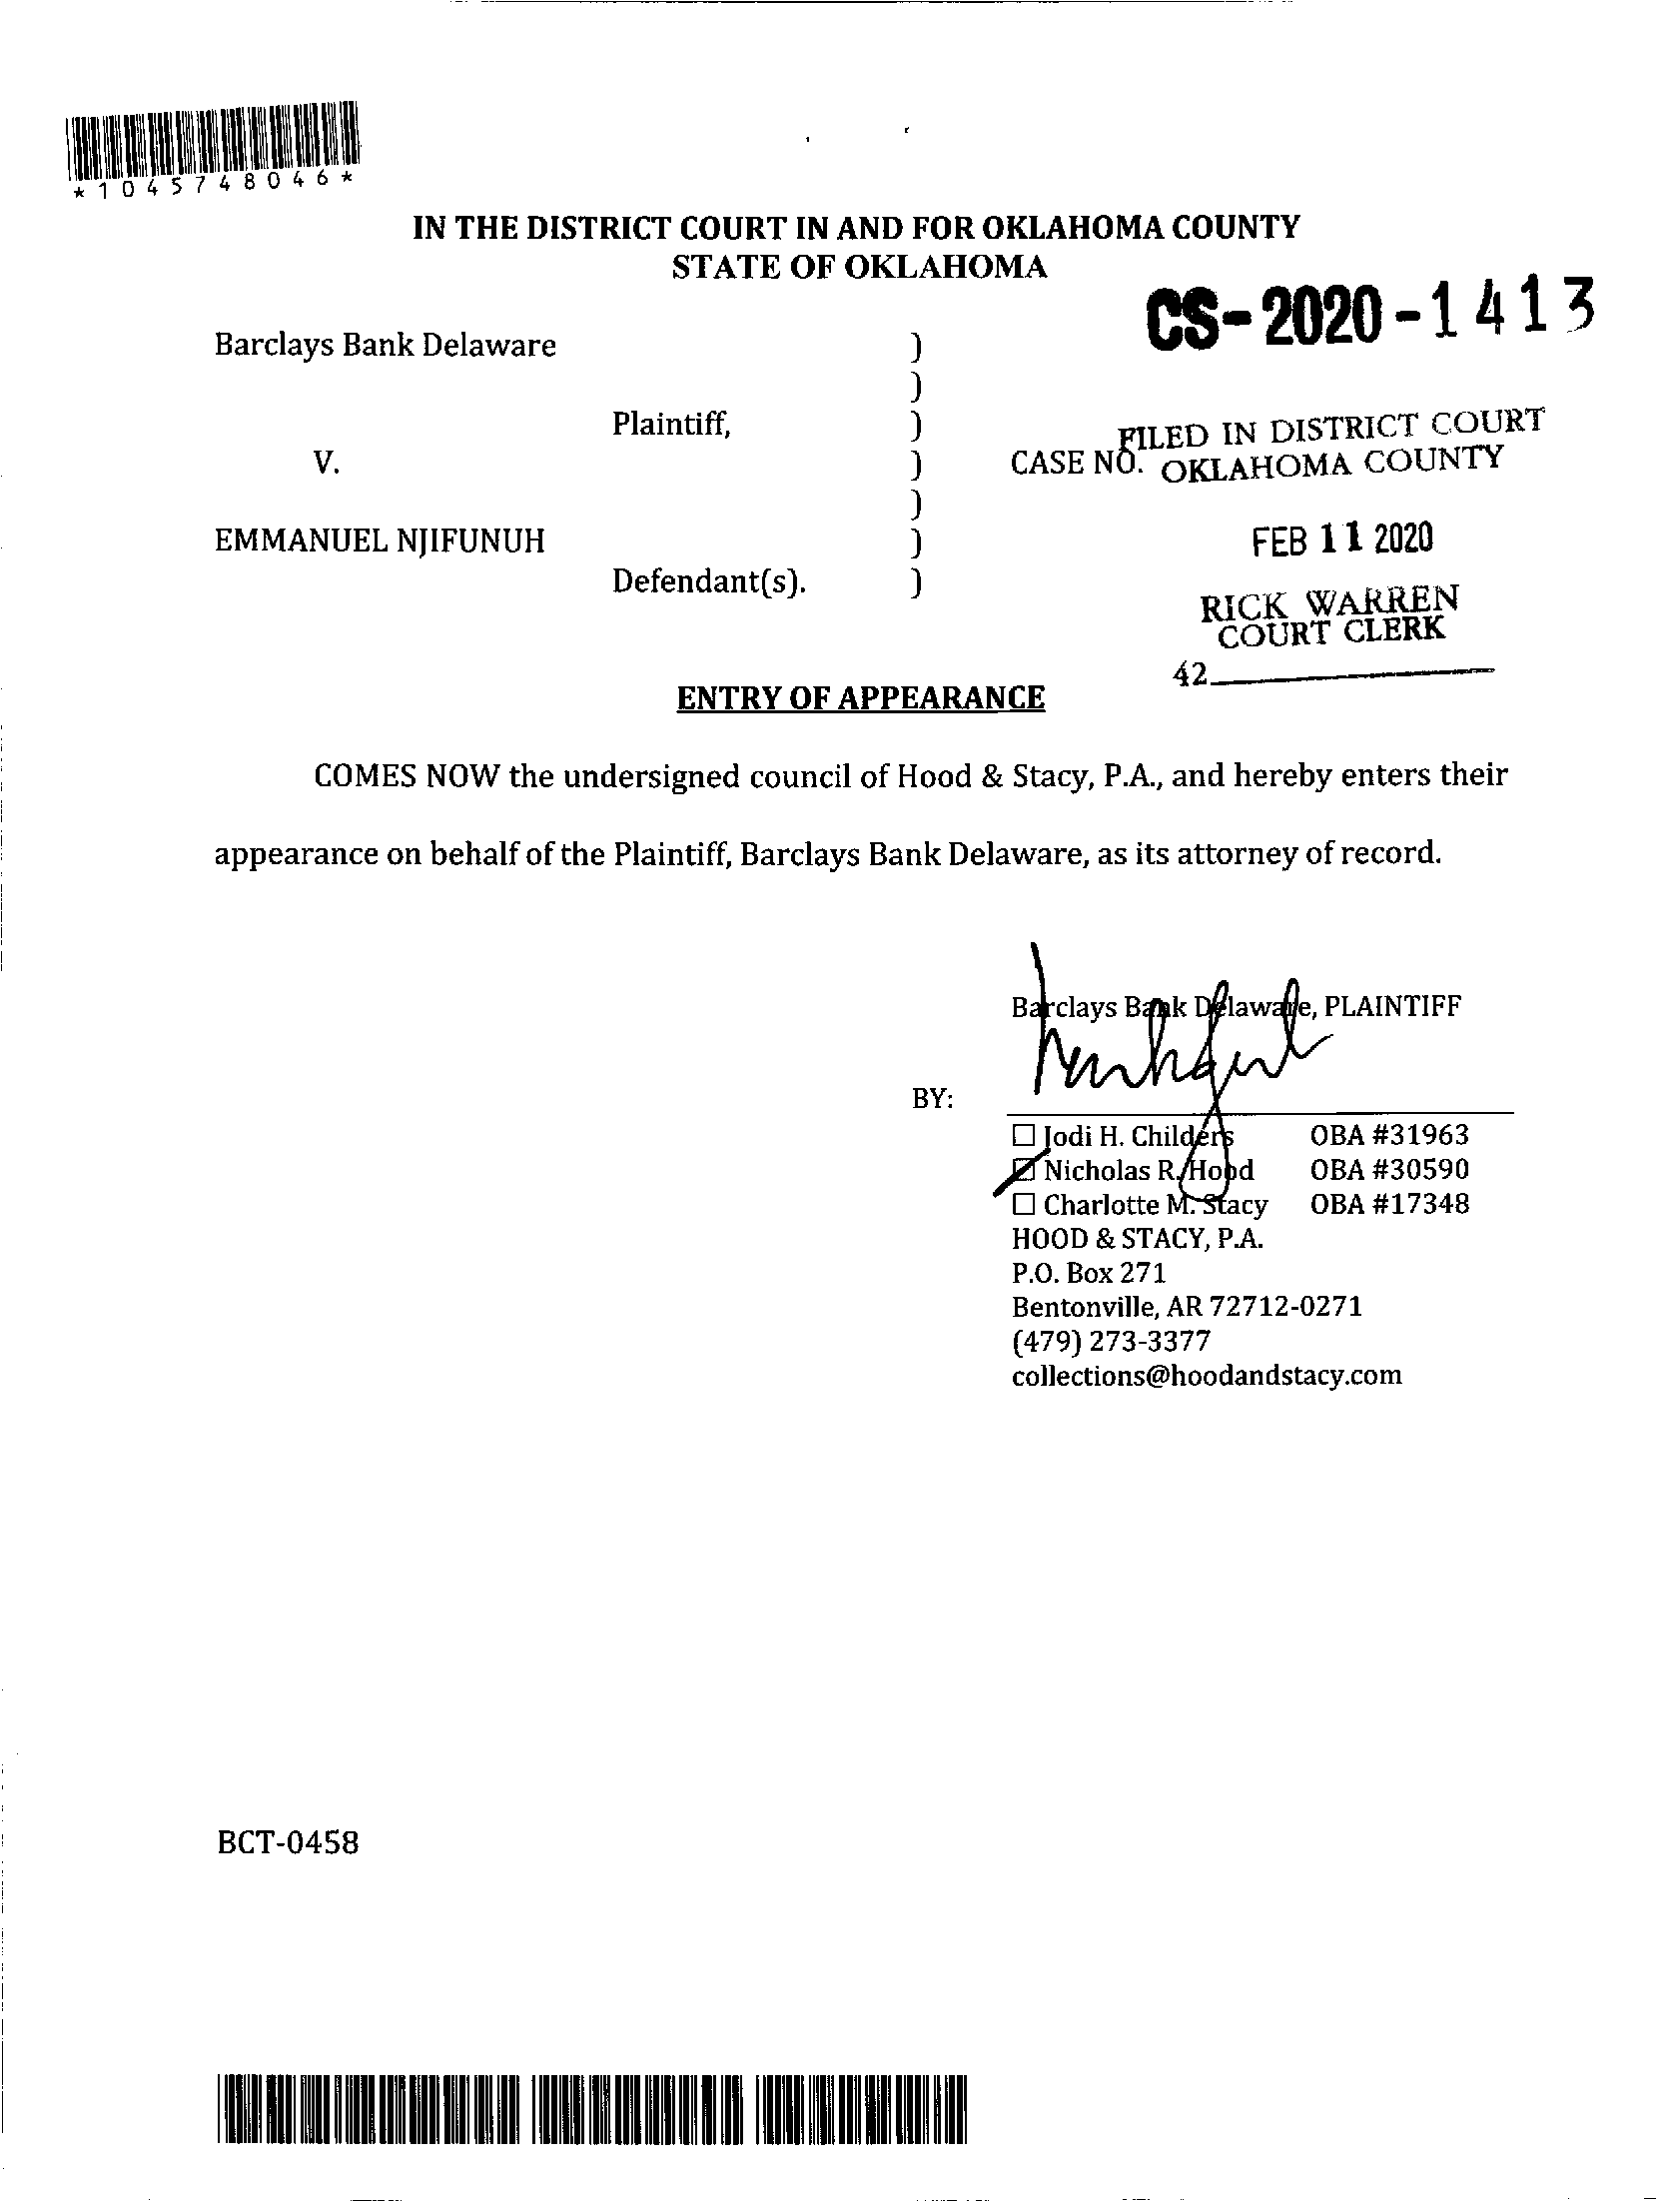 *1045748046*
IN THE DISTRICT COURT IN AND FOR OKLAHOMA COUNTY
STATE OF OKLAHOMA
CS-2020-1413
Barclays Bank Delaware )
)
Plaintiff, )
FILED IN DISTRICT COURT
V. ) CASE NO. OKLAHOMA COUNTY
)
EMMANUEL NJIFUNUH ) FEB 11 2020
Defendant(s). )
RICK WARREN
COURT CLERK
42
ENTRY OF APPEARANCE
COMES NOW the undersigned council of Hood & Stacy, P.A., and hereby enters their
appearance on behalf of the Plaintiff, Barclays Bank Delaware, as its attorney of record.
Barclays Bank Delaware, PLAINTIFF
BY:
☐ Jodi H. Childers OBA #31963
☑ Nicholas R. Hood OBA #30590
☐ Charlotte M. Stacy OBA #17348
HOOD & STACY, P.A.
P.O. Box 271
Bentonville, AR 72712-0271
(479) 273-3377
collections@hoodandstacy.com
BCT-0458